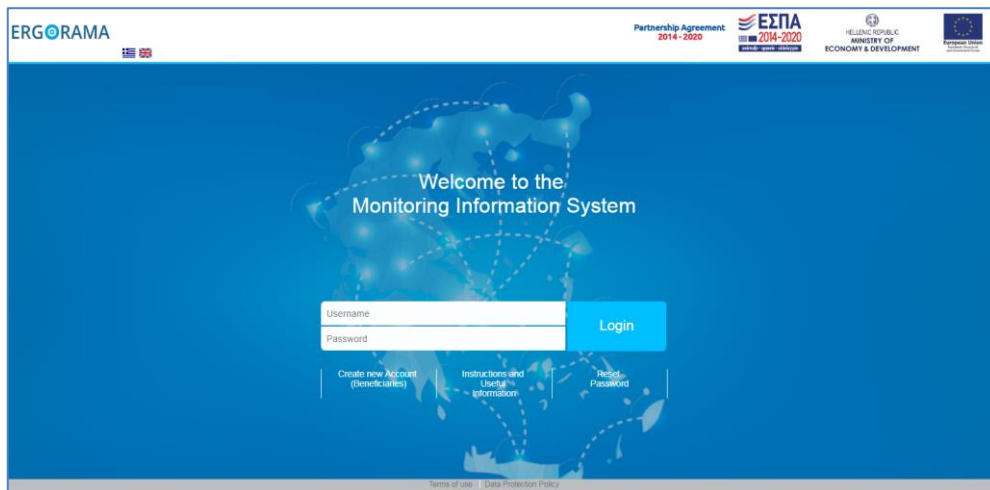 ERGORAMA
Partnership Agreement
2014-2020
ΕΣΠΑ
2014-2020
HELLENIC REPUBLIC
MINISTRY OF
ECONOMY & DEVELOPMENT
European Union
Welcome to the
Monitoring Information System
Username
Password
Login
Create new Account
(Beneficiaries)
Instructions and
Useful
Information
Reset
Password
Terms of use | Data Protection Policy